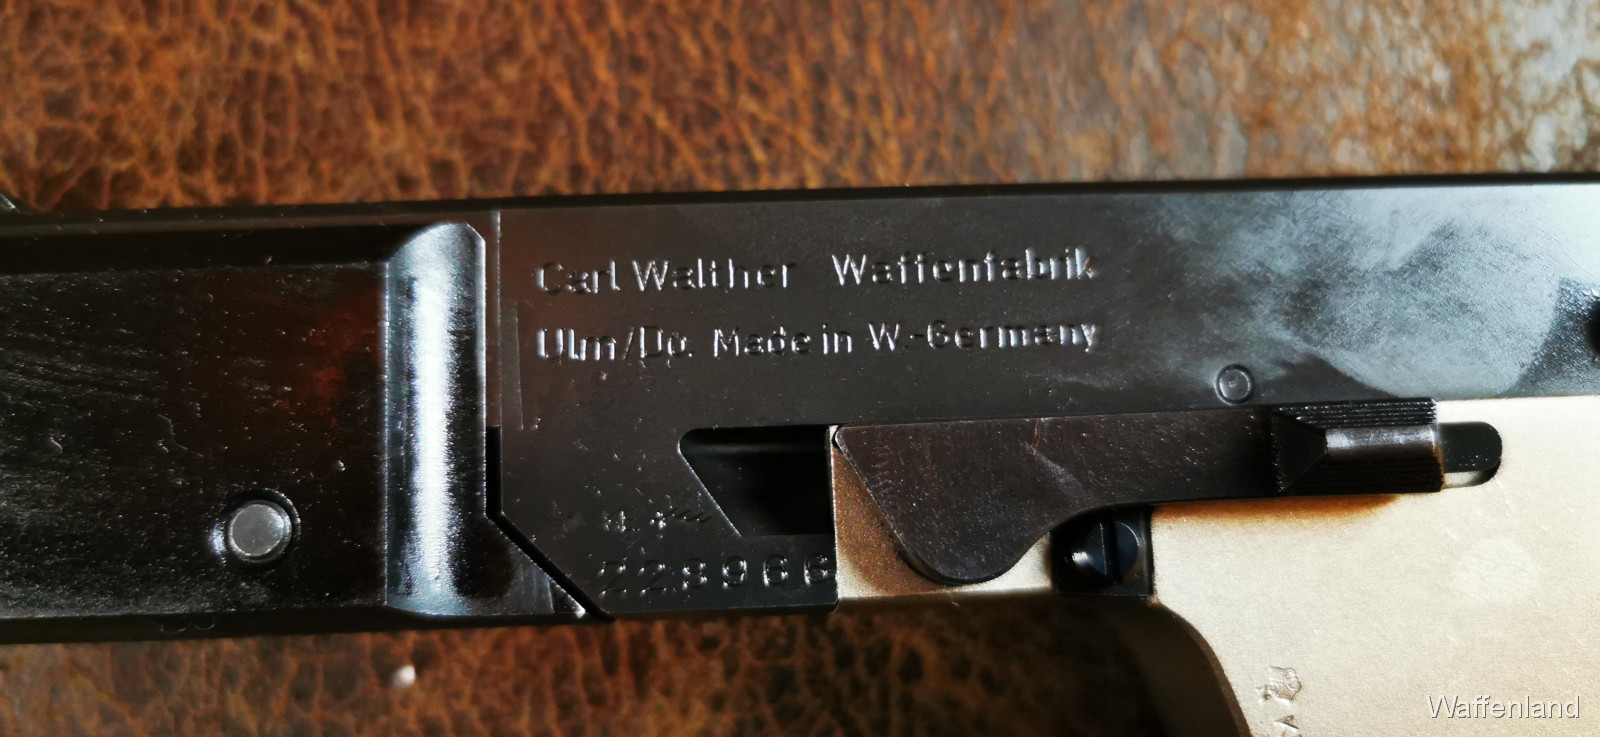 Carl Walther Waffenfabrik
Ulm/Do. Made in W.-Germany
228966
Waffenland